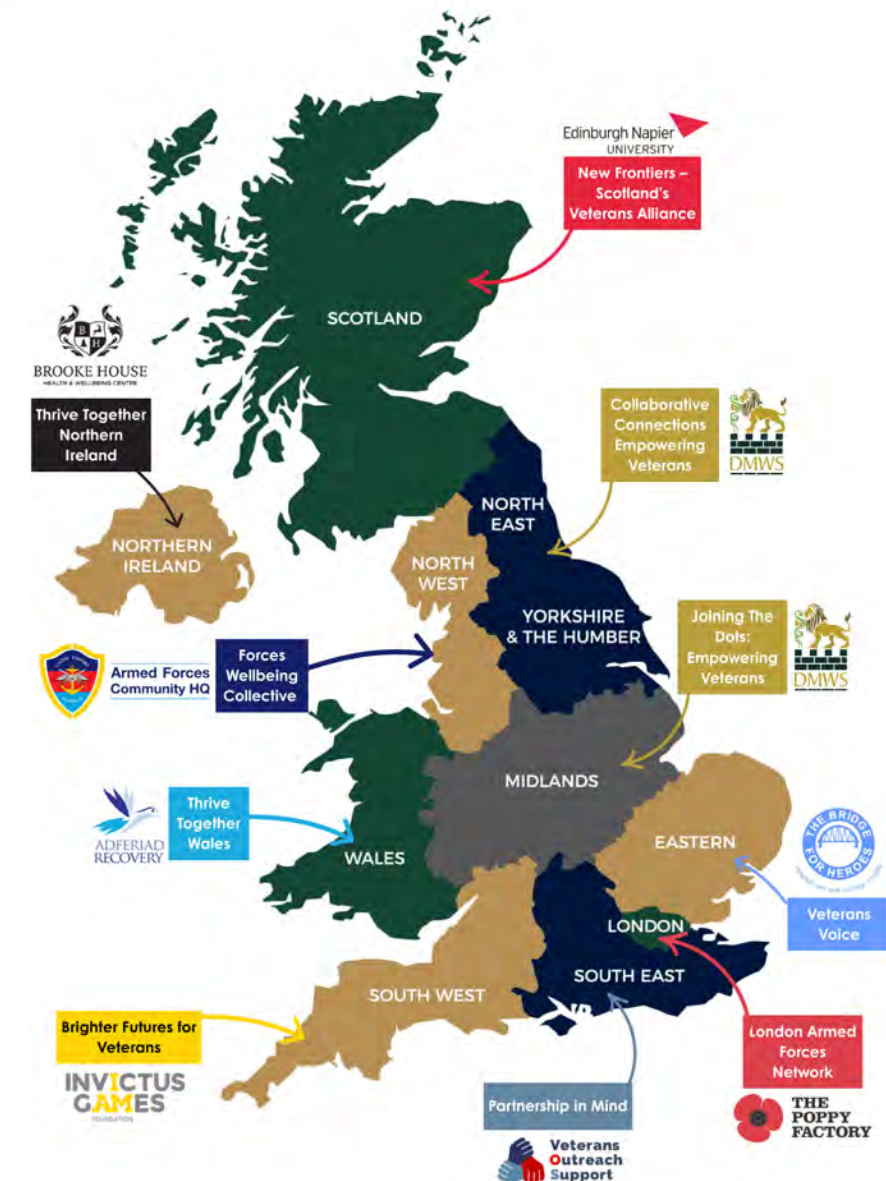 Edinburgh Napier
UNIVERSITY
New Frontiers –
Scotland's
Veterans Alliance
SCOTLAND
B
H
BROOKE HOUSE
HEALTH & WELLBEING CENTRE
Thrive Together
Northern
Ireland
Collaborative
Connections
Empowering
Veterans
DMWS
NORTH
EAST
NORTHERN
IRELAND
NORTH
WEST
YORKSHIRE
& THE HUMBER
Joining The
Dots:
Empowering
Veterans
DMWS
Armed Forces
Community HQ
Forces
Wellbeing
Collective
MIDLANDS
Thrive
Together
Wales
ADFERIAD
RECOVERY
WALES
EASTERN
THE BRIDGE
FOR HEROES
Veterans
Voice
LONDON
SOUTH EAST
SOUTH WEST
Brighter Futures for
Veterans
INVICTUS
GAMES
FOUNDATION
London Armed
Forces
Network
THE
POPPY
FACTORY
Partnership in Mind
Veterans
Outreach
Support